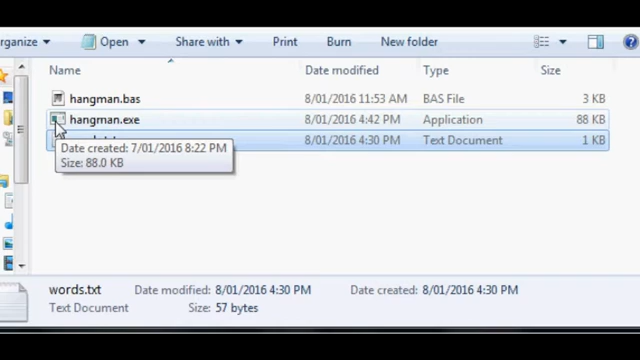 rganize Open Share with Print Burn New folder
Name Date modified Type Size
hangman.bas 8/01/2016 11:53 AM BAS File 3 KB
hangman.exe 8/01/2016 4:42 PM Application 88 KB
8/01/2016 4:30 PM Text Document 1 KB
Date created: 7/01/2016 8:22 PM
Size: 88.0 KB
words.txt Date modified: 8/01/2016 4:30 PM Date created: 8/01/2016 4:30 PM
Text Document Size: 57 bytes